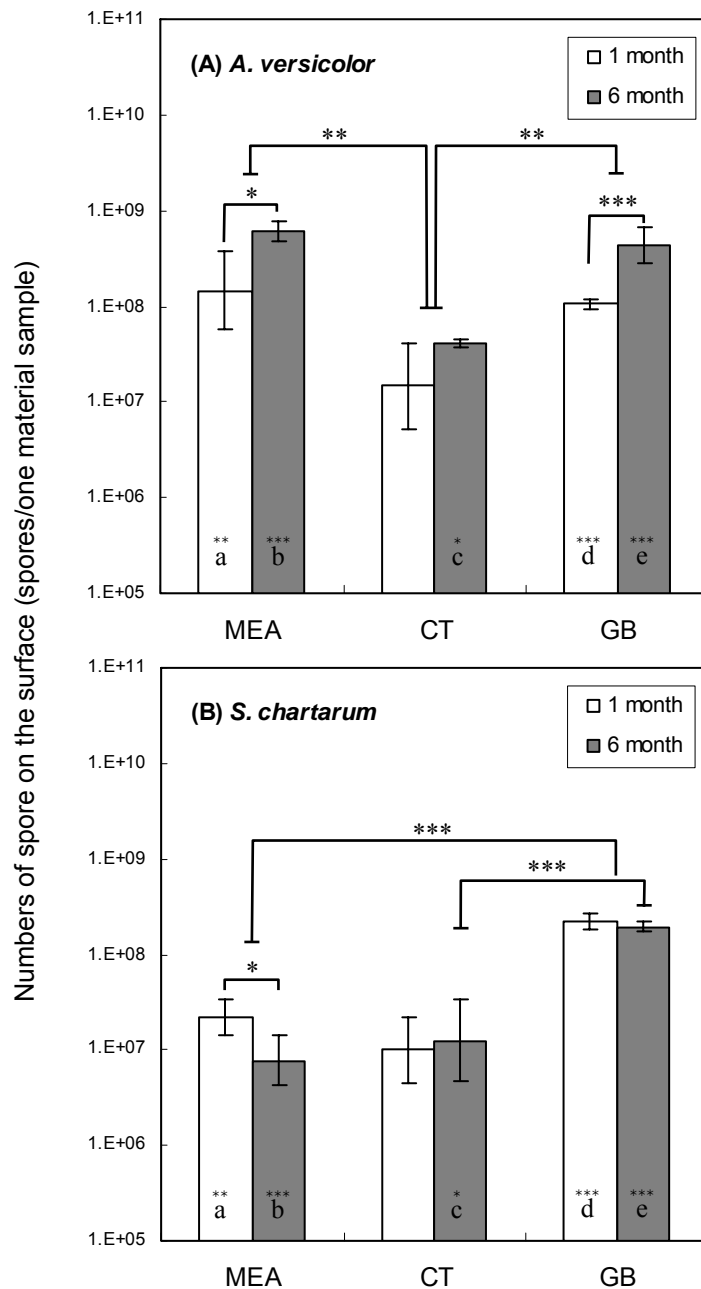 Numbers of spore on the surface (spores/one material sample)
1.E+11
1.E+10
1.E+09
1.E+08
1.E+07
1.E+06
1.E+05
(A) A. versicolor
1 month
6 month
**
**
*
***
**
***
*
***
***
a
b
c
d
e
MEA
CT
GB
1.E+11
1.E+10
1.E+09
1.E+08
1.E+07
1.E+06
1.E+05
(B) S. chartarum
1 month
6 month
***
***
*
**
***
*
***
***
a
b
c
d
e
MEA
CT
GB